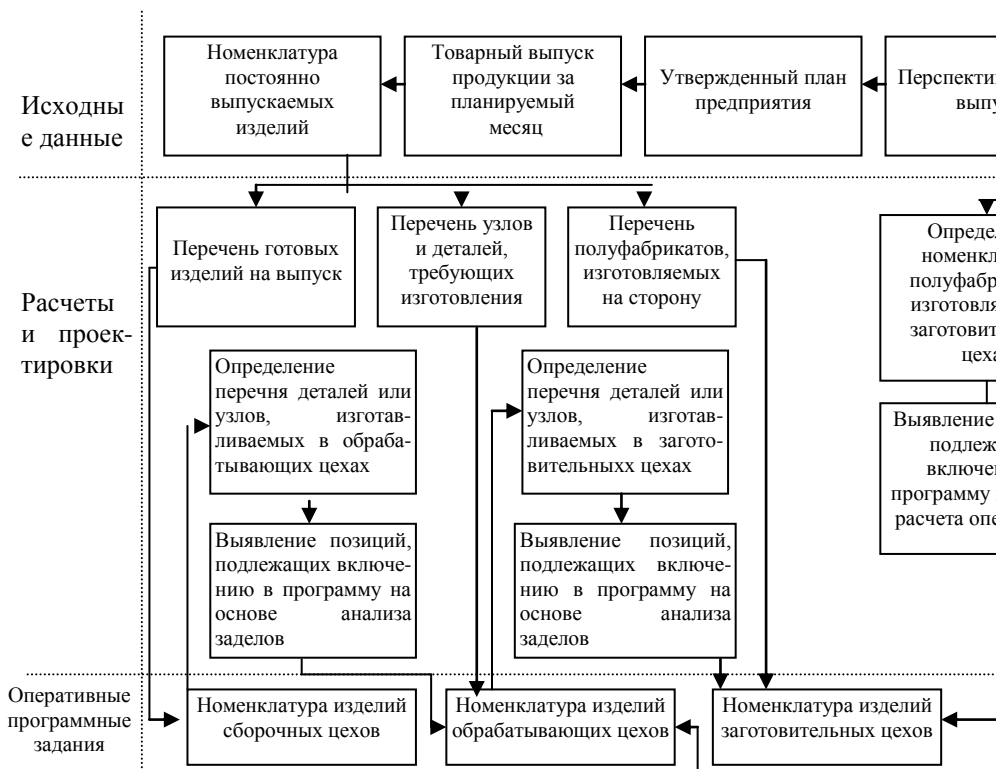 Исходны
е данные
Номенклатура
постоянно
выпускаемых
изделий
Товарный выпуск
продукции за
планируемый
месяц
Утвержденный план
предприятия
Расчеты
и проек-
тировки
Перечень готовых
изделий на выпуск
Перечень узлов
и деталей,
требующих
изготовления
Перечень
полуфабрикатов,
изготовляемых
на сторону
Определение
перечня деталей или
узлов, изготав-
ливаемых в обраба-
тывающих цехах
Определение
перечня деталей или
узлов, изготав-
ливаемых в загото-
вительныхх цехах
Выявление позиций,
подлежащих включе-
нию в программу на
основе анализа
заделов
Выявление позиций,
подлежащих включе-
нию в программу на
основе анализа
заделов
Выявление
программу
расчета
Оперативные
программные
задания
Номенклатура изделий
сборочных цехов
Номенклатура изделий
обрабатывающих цехов
Номенклатура изделий
заготовительных цехов